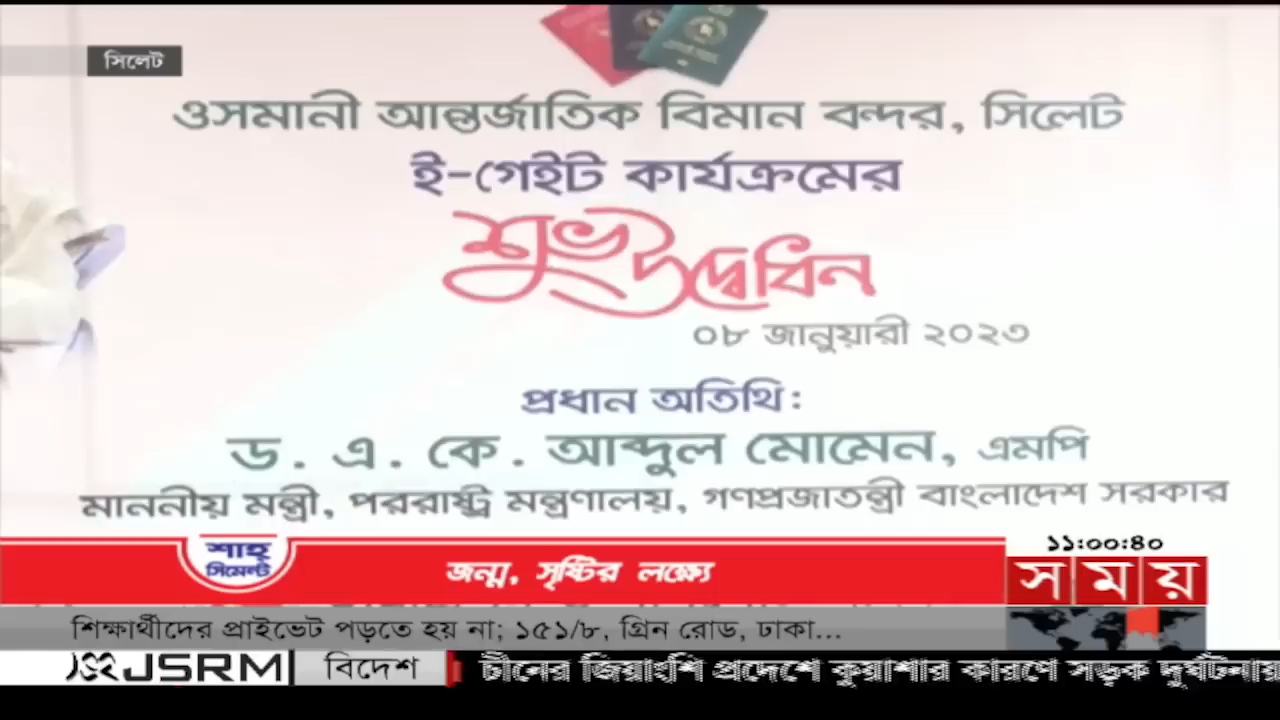 সিলেট
ওসমানী আন্তর্জাতিক বিমান বন্দর, সিলেট
ই-গেইট কার্যক্রমের
শুভ উদ্বোধন
০৮ জানুয়ারী ২০২৩
প্রধান অতিথি:
ড. এ. কে. আব্দুল মোমেন, এমপি
মাননীয় মন্ত্রী, পররাষ্ট্র মন্ত্রণালয়, গণপ্রজাতন্ত্রী বাংলাদেশ সরকার
১১:০০:৪০
শাহ্
সিমেন্ট
জন্ম, সৃষ্টির লক্ষ্যে
সময়
শিক্ষার্থীদের প্রাইভেট পড়তে হয় না; ১৫১/৮, গ্রিন রোড, ঢাকা...
JSRM
বিদেশ
চীনের জিয়াংশি প্রদেশে কুয়াশার কারণে সড়ক দুর্ঘটনায়